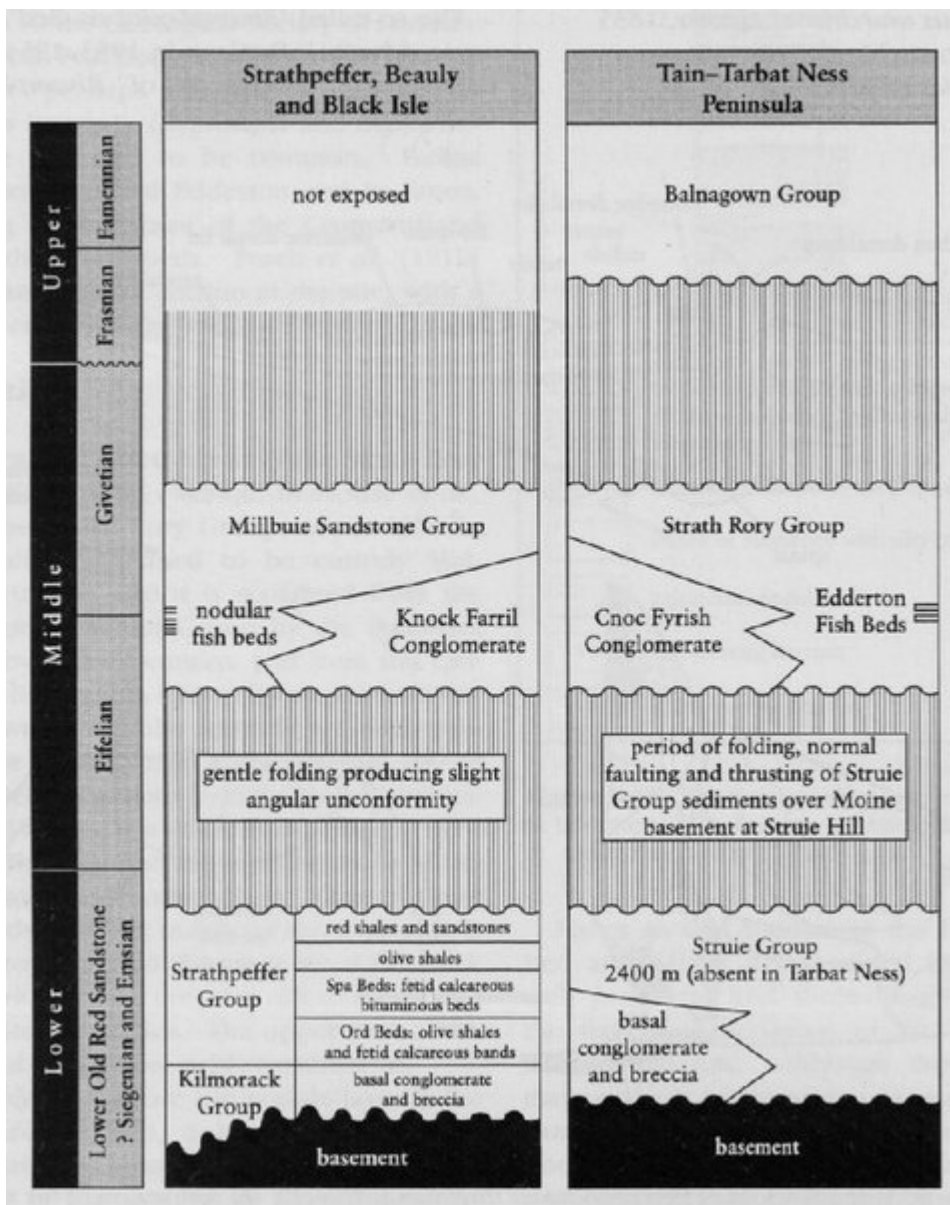 Strathpeffer, Beauly
and Black Isle
Tain–Tarbat Ness
Peninsula
Upper
Famennian
Frasnian
Middle
Givetian
Eifelian
Lower
Lower Old Red Sandstone
? Siegenian and Emsian
not exposed
Millbuie Sandstone Group
nodular
fish beds
Knock Farril
Conglomerate
gentle folding producing slight
angular unconformity
Strathpeffer
Group
red shales and sandstones
olive shales
Spa Beds: fetid calcareous
bituminous beds
Ord Beds: olive shales
and fetid calcareous bands
Kilmorack
Group
basal conglomerate
and breccia
basement
Balnagown Group
Strath Rory Group
Cnoc Fyrish
Conglomerate
Edderton
Fish Beds
period of folding, normal
faulting and thrusting of Struie
Group sediments over Moine
basement at Struie Hill
Struie Group
2400 m (absent in Tarbat Ness)
basal
conglomerate
and breccia
basement